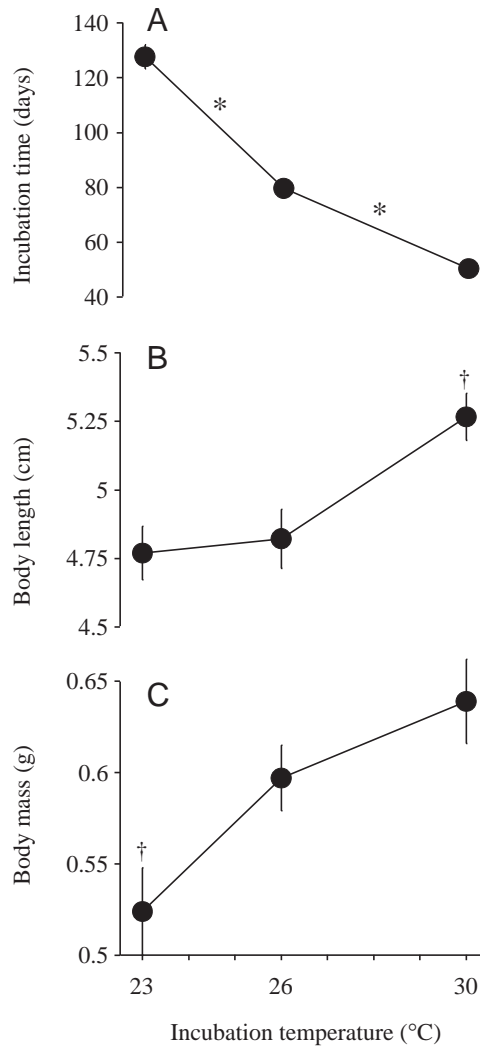 A
140
120
100
80
60
40
Incubation time (days)
*
*
B
5.5
5.25
5
4.75
4.5
Body length (cm)
†
C
0.65
0.6
0.55
0.5
Body mass (g)
†
23 26 30
Incubation temperature (°C)